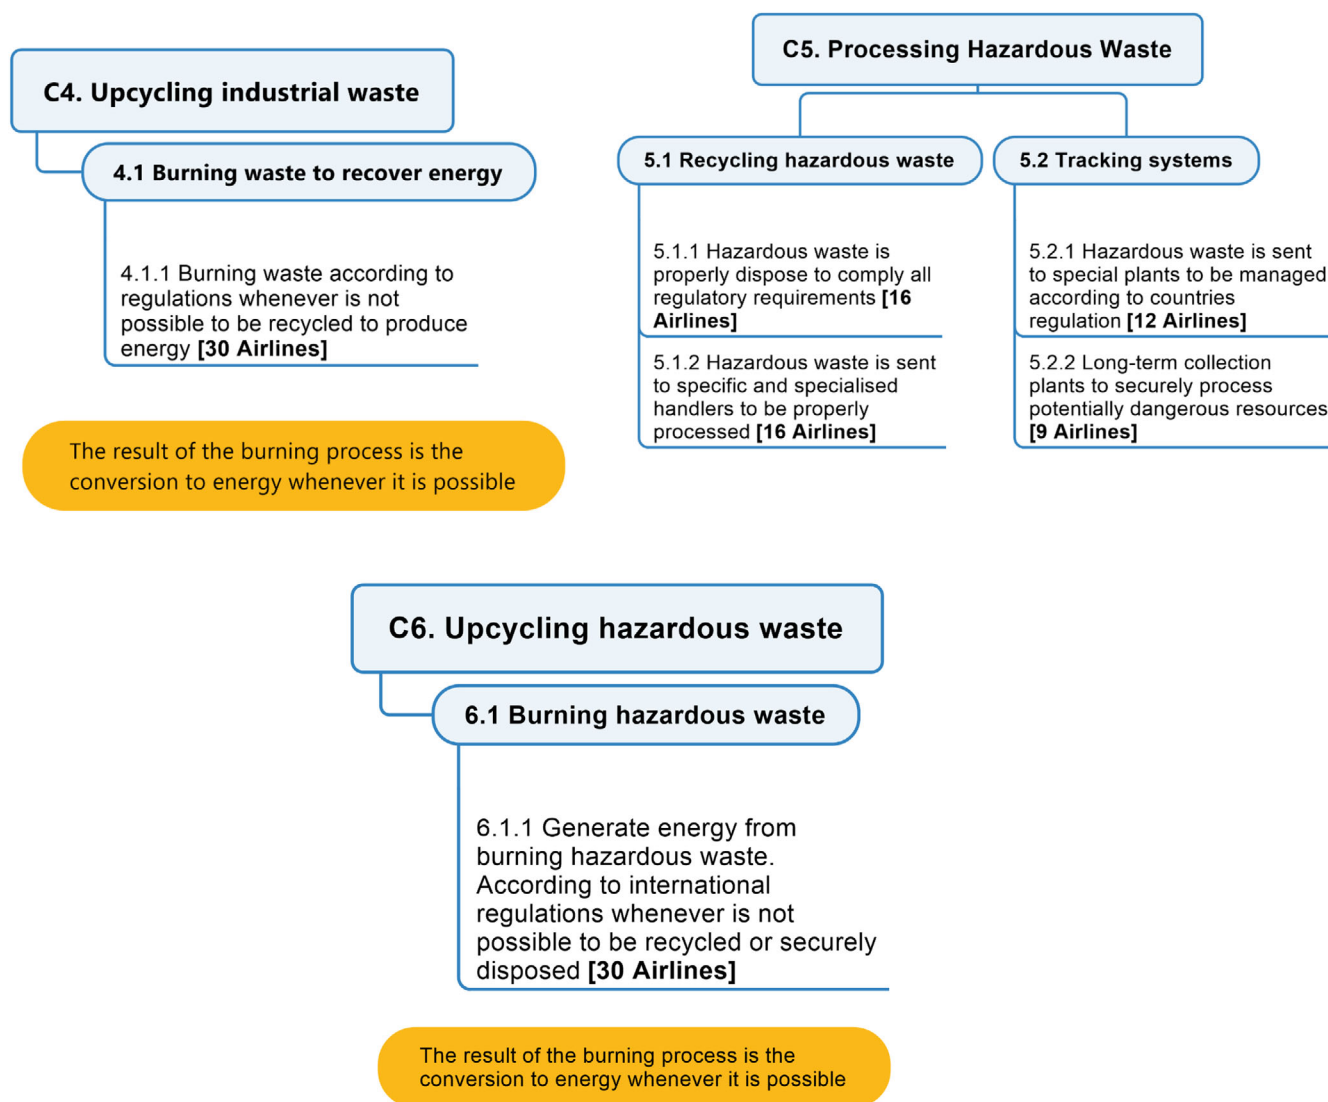 C4. Upcycling industrial waste
4.1 Burning waste to recover energy
4.1.1 Burning waste according to
regulations whenever is not
possible to be recycled to produce
energy [30 Airlines]
The result of the burning process is the
conversion to energy whenever it is possible
C5. Processing Hazardous Waste
5.1 Recycling hazardous waste
5.1.1 Hazardous waste is
properly dispose to comply all
regulatory requirements [16
Airlines]
5.1.2 Hazardous waste is sent
to specific and specialised
handlers to be properly
processed [16 Airlines]
5.2 Tracking systems
5.2.1 Hazardous waste is sent
to special plants to be managed
according to countries
regulation [12 Airlines]
5.2.2 Long-term collection
plants to securely process
potentially dangerous resources
[9 Airlines]
C6. Upcycling hazardous waste
6.1 Burning hazardous waste
6.1.1 Generate energy from
burning hazardous waste.
According to international
regulations whenever is not
possible to be recycled or securely
disposed [30 Airlines]
The result of the burning process is the
conversion to energy whenever it is possible